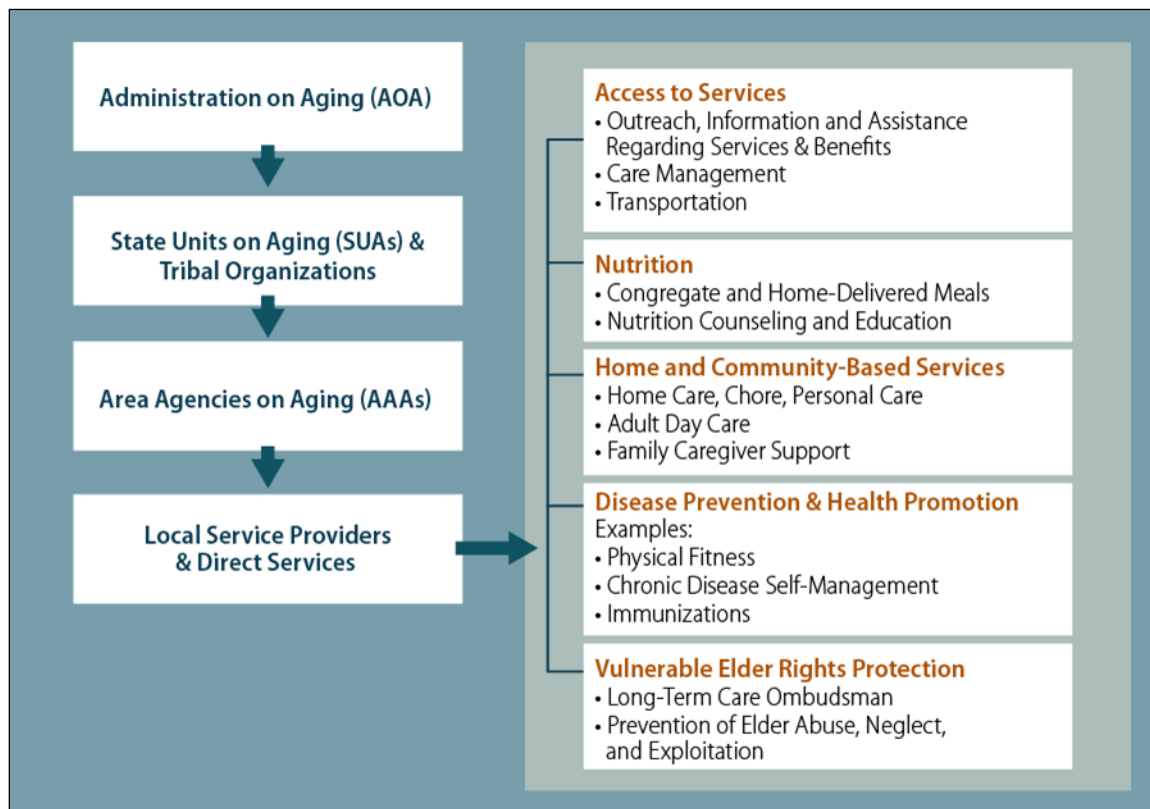 Administration on Aging (AOA)
State Units on Aging (SUAs) &
Tribal Organizations
Area Agencies on Aging (AAAs)
Local Service Providers
& Direct Services
Access to Services
• Outreach, Information and Assistance
Regarding Services & Benefits
• Care Management
• Transportation
Nutrition
• Congregate and Home-Delivered Meals
• Nutrition Counseling and Education
Home and Community-Based Services
• Home Care, Chore, Personal Care
• Adult Day Care
• Family Caregiver Support
Disease Prevention & Health Promotion
Examples:
• Physical Fitness
• Chronic Disease Self-Management
• Immunizations
Vulnerable Elder Rights Protection
• Long-Term Care Ombudsman
• Prevention of Elder Abuse, Neglect,
and Exploitation